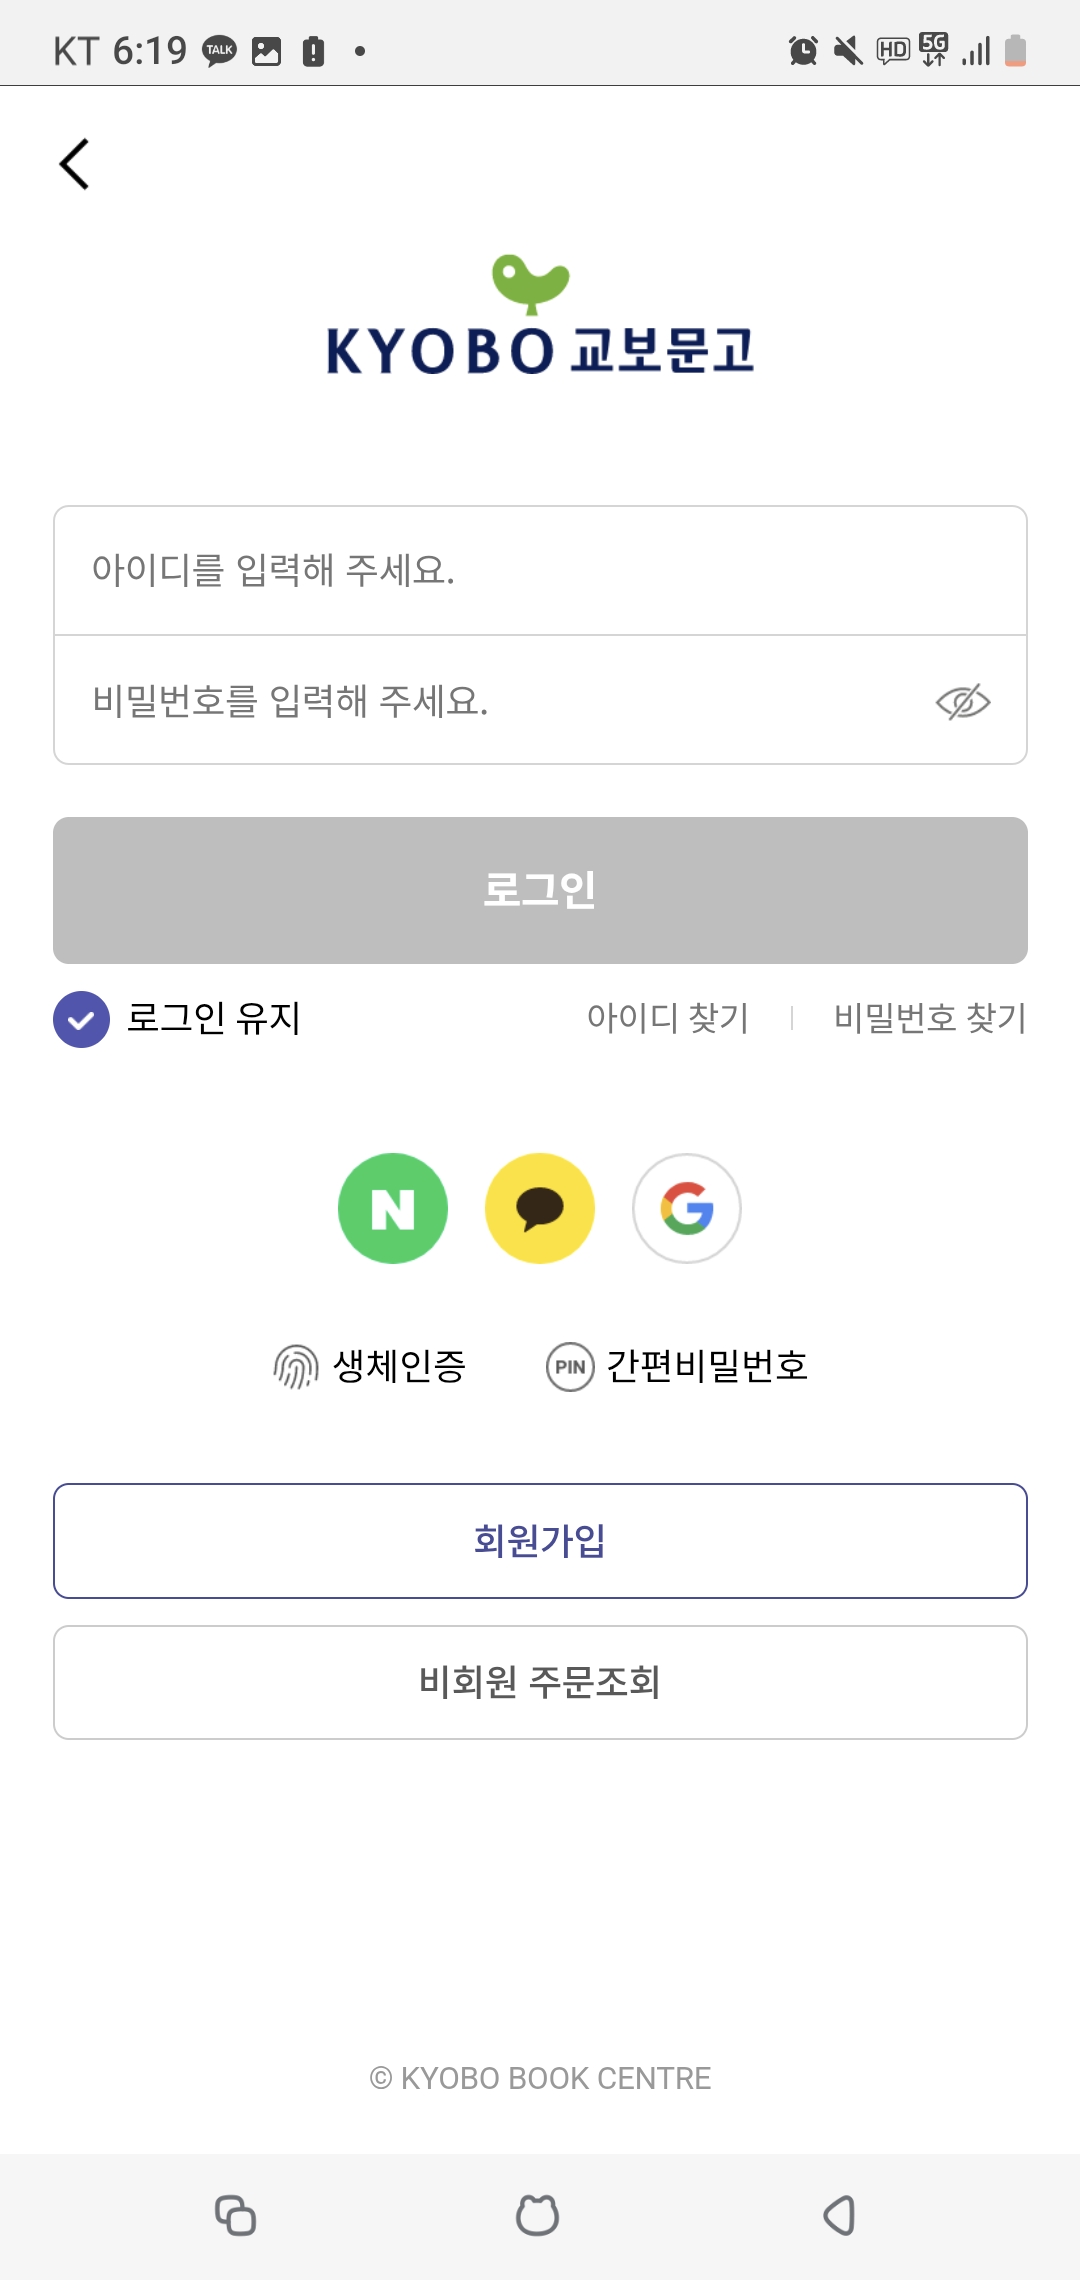 KT 6:19 TALK HD 5G
KYOBO 교보문고
아이디를 입력해 주세요.
비밀번호를 입력해 주세요.
로그인
로그인 유지 아이디 찾기 비밀번호 찾기
N G
생체인증 PIN 간편비밀번호
회원가입
비회원 주문조회
© KYOBO BOOK CENTRE